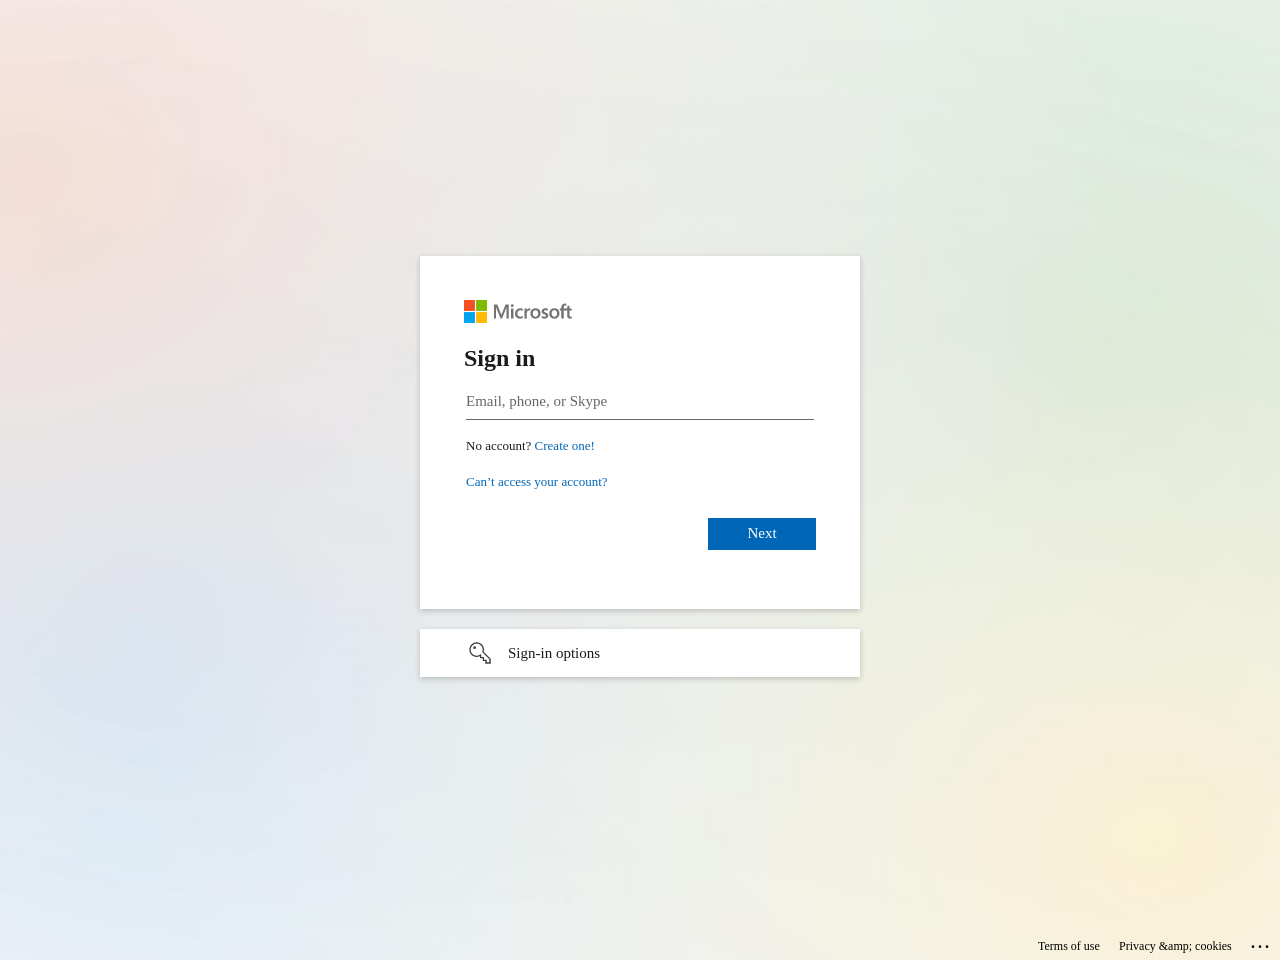 Microsoft
Sign in
Email, phone, or Skype
No account? Create one!
Can’t access your account?
Next
Sign-in options
Terms of use Privacy &amp; cookies ...